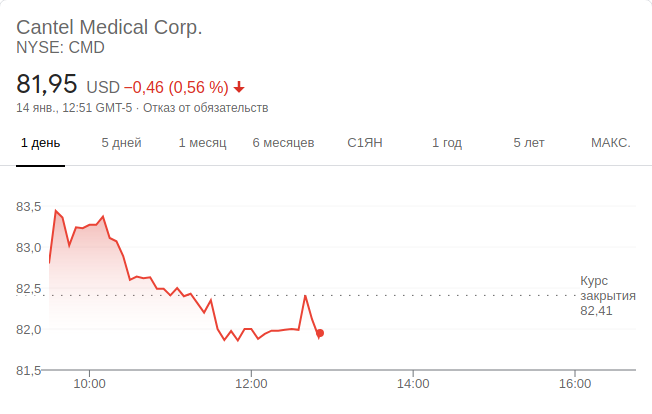 Cantel Medical Corp.
NYSE: CMD
81,95 USD −0,46 (0,56 %)
14 янв., 12:51 GMT-5 · Отказ от обязательств
1 день 5 дней 1 месяц 6 месяцев С1ЯН 1 год 5 лет МАКС.
83,5
83,0
82,5
Курс
закрытия
82,41
82,0
81,5
10:00 12:00 14:00 16:00